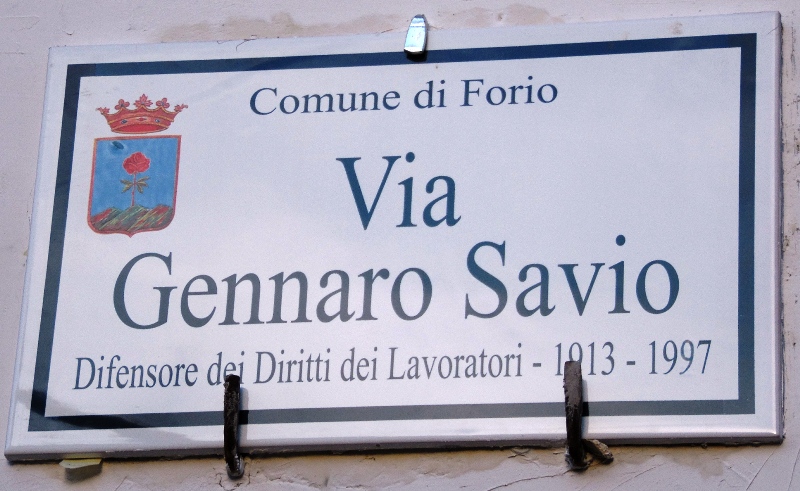 Comune di Forio
Via
Gennaro Savio
Difensore dei Diritti dei Lavoratori - 1913 - 1997